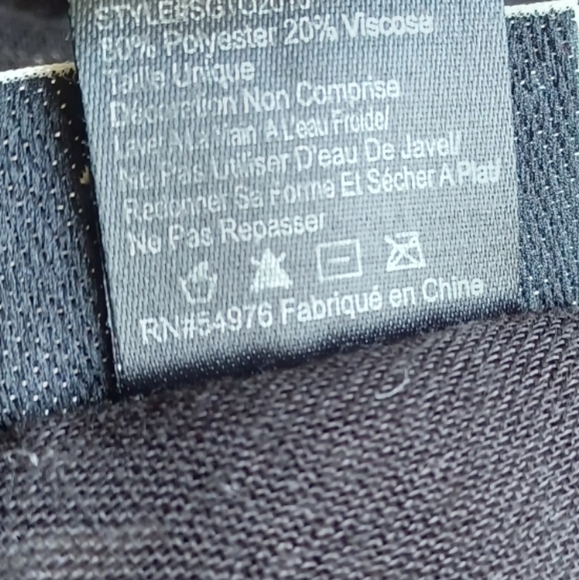 80% Polyester 20% Viscose
Taille Unique
Décoration Non Comprise
Laver A La Main A L'eau Froide/
Ne Pas Utiliser D'eau De Javel/
Redonner Sa Forme Et Sécher A Plat/
Ne Pas Repasser
RN#54976 Fabriqué en Chine